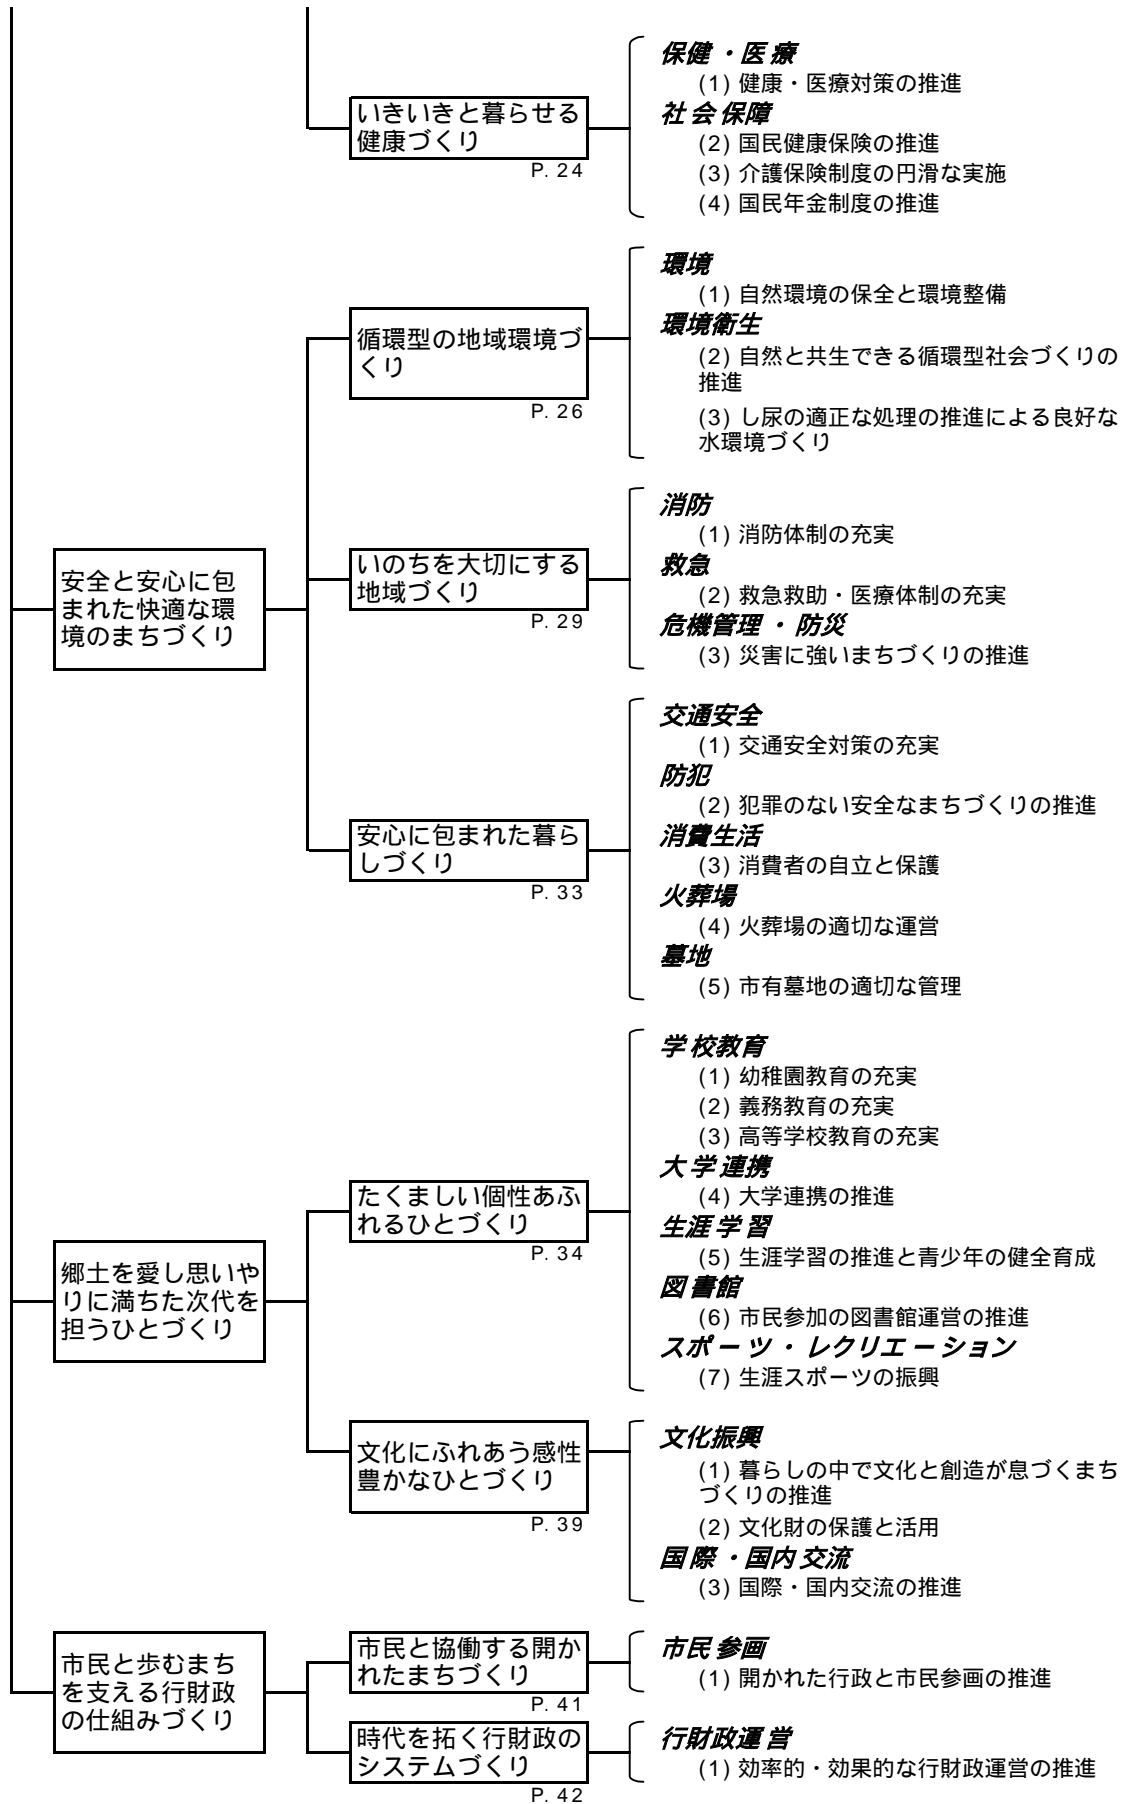 いきいきと暮らせる
健康づくり
P. 24
保健・医療
(1) 健康・医療対策の推進
社会保障
(2) 国民健康保険の推進
(3) 介護保険制度の円滑な実施
(4) 国民年金制度の推進
安全と安心に包
まれた快適な環
境のまちづくり
循環型の地域環境づ
くり
P. 26
環境
(1) 自然環境の保全と環境整備
環境衛生
(2) 自然と共生できる循環型社会づくりの
推進
(3) し尿の適正な処理の推進による良好な
水環境づくり
いのちを大切にする
地域づくり
P. 29
消防
(1) 消防体制の充実
救急
(2) 救急救助・医療体制の充実
危機管理・防災
(3) 災害に強いまちづくりの推進
安心に包まれた暮ら
しづくり
P. 33
交通安全
(1) 交通安全対策の充実
防犯
(2) 犯罪のない安全なまちづくりの推進
消費生活
(3) 消費者の自立と保護
火葬場
(4) 火葬場の適切な運営
墓地
(5) 市有墓地の適切な管理
郷土を愛し思いや
りに満ちた次代を
担うひとづくり
たくましい個性あふ
れるひとづくり
P. 34
学校教育
(1) 幼稚園教育の充実
(2) 義務教育の充実
(3) 高等学校教育の充実
大学連携
(4) 大学連携の推進
生涯学習
(5) 生涯学習の推進と青少年の健全育成
図書館
(6) 市民参加の図書館運営の推進
スポーツ・レクリエーション
(7) 生涯スポーツの振興
文化にふれあう感性
豊かなひとづくり
P. 39
文化振興
(1) 暮らしの中で文化と創造が息づくまち
づくりの推進
(2) 文化財の保護と活用
国際・国内交流
(3) 国際・国内交流の推進
市民と歩むまち
を支える行財政
の仕組みづくり
市民と協働する開か
れたまちづくり
P. 41
市民参画
(1) 開かれた行政と市民参画の推進
時代を拓く行財政の
システムづくり
P. 42
行財政運営
(1) 効率的・効果的な行財政運営の推進